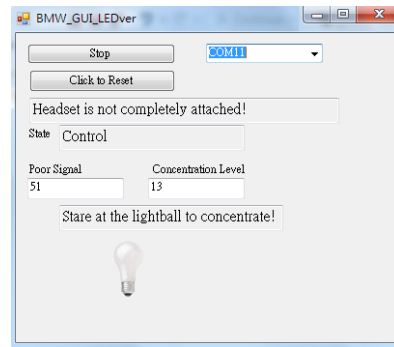 BMW_GUI_LEDver
Stop
COM11
Click to Reset
Headset is not completely attached!
State Control
Poor Signal Concentration Level
51 13
Stare at the lightball to concentrate!